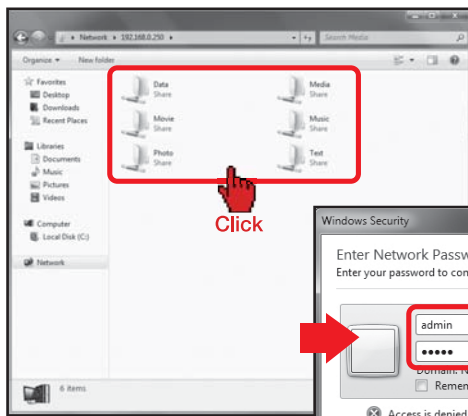 Network ▸ 192.168.0.250 ▸
Search Media
Organize ▾ New folder
Favorites
Desktop
Downloads
Recent Places
Libraries
Documents
Music
Pictures
Videos
Computer
Local Disk (C:)
Network
Data
Share
Media
Share
Movie
Share
Music
Share
Photo
Share
Text
Share
Click
6 items
Windows Security
Enter Network Passw
Enter your password to con
admin
•••••
Domain: N
Remem
Access is denied